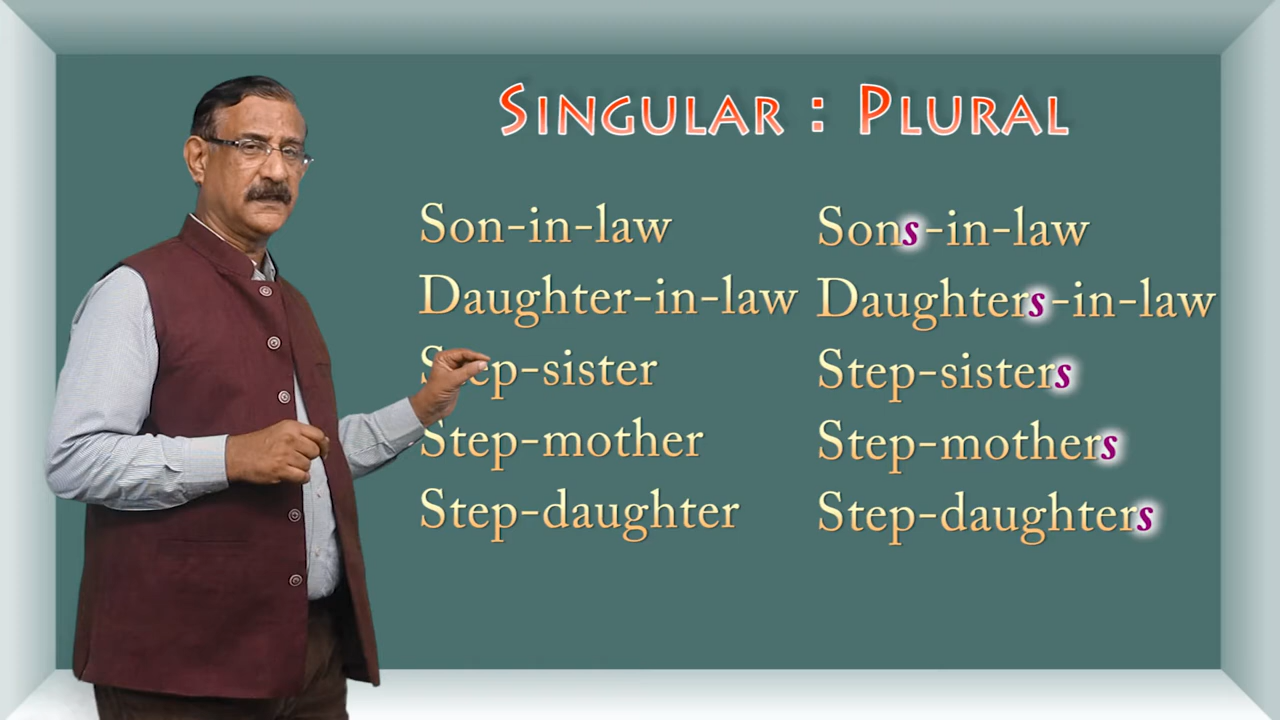 Singular : Plural
Son-in-law Sons-in-law
Daughter-in-law Daughters-in-law
Step-sister Step-sisters
Step-mother Step-mothers
Step-daughter Step-daughters